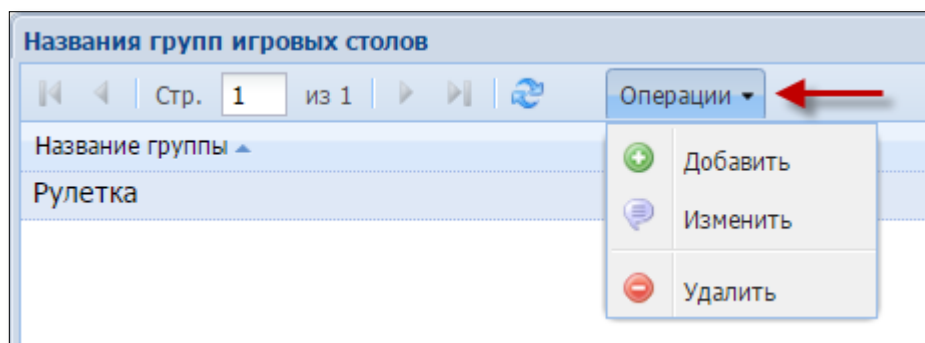 Названия групп игровых столов
Стр. 1 из 1 Операции
Название группы
Рулетка
Добавить
Изменить
Удалить